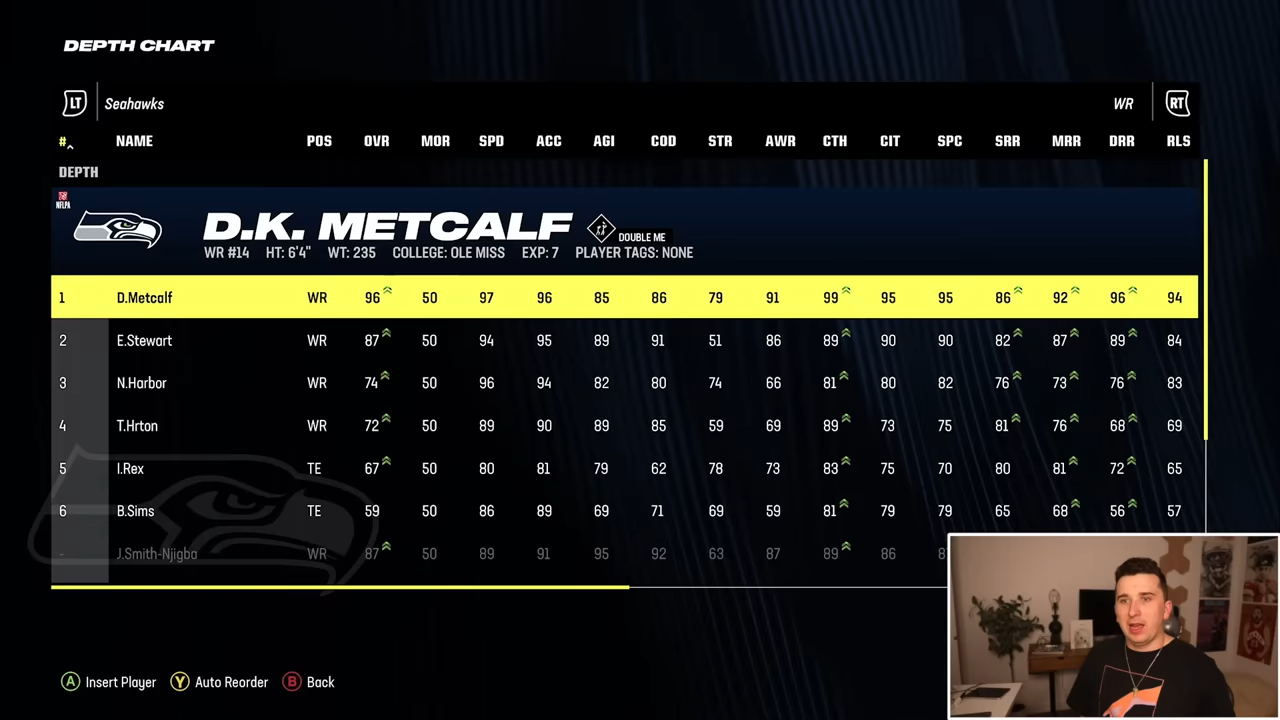 DEPTH CHART
LT Seahawks WR RT
# NAME POS OVR MOR SPD ACC AGI COD STR AWR CTH CIT SPC SRR MRR DRR RLS
DEPTH
NFLPA
D.K. METCALF DOUBLE ME
WR #14 HT: 6'4" WT: 235 COLLEGE: OLE MISS EXP: 7 PLAYER TAGS: NONE
1 D.Metcalf WR 96 50 97 96 85 86 79 91 99 95 95 86 92 96 94
2 E.Stewart WR 87 50 94 95 89 91 51 86 89 90 90 82 87 89 84
3 N.Harbor WR 74 50 96 94 82 80 74 66 81 80 82 76 73 76 83
4 T.Hrton WR 72 50 89 90 89 85 59 69 89 73 75 81 76 68 69
5 I.Rex TE 67 50 80 81 79 62 78 73 83 75 70 80 81 72 65
6 B.Sims TE 59 50 86 89 69 71 69 59 81 79 79 65 68 56 57
- J.Smith-Njigba WR 87 50 89 91 95 92 63 87 89 86
A Insert Player Y Auto Reorder B Back